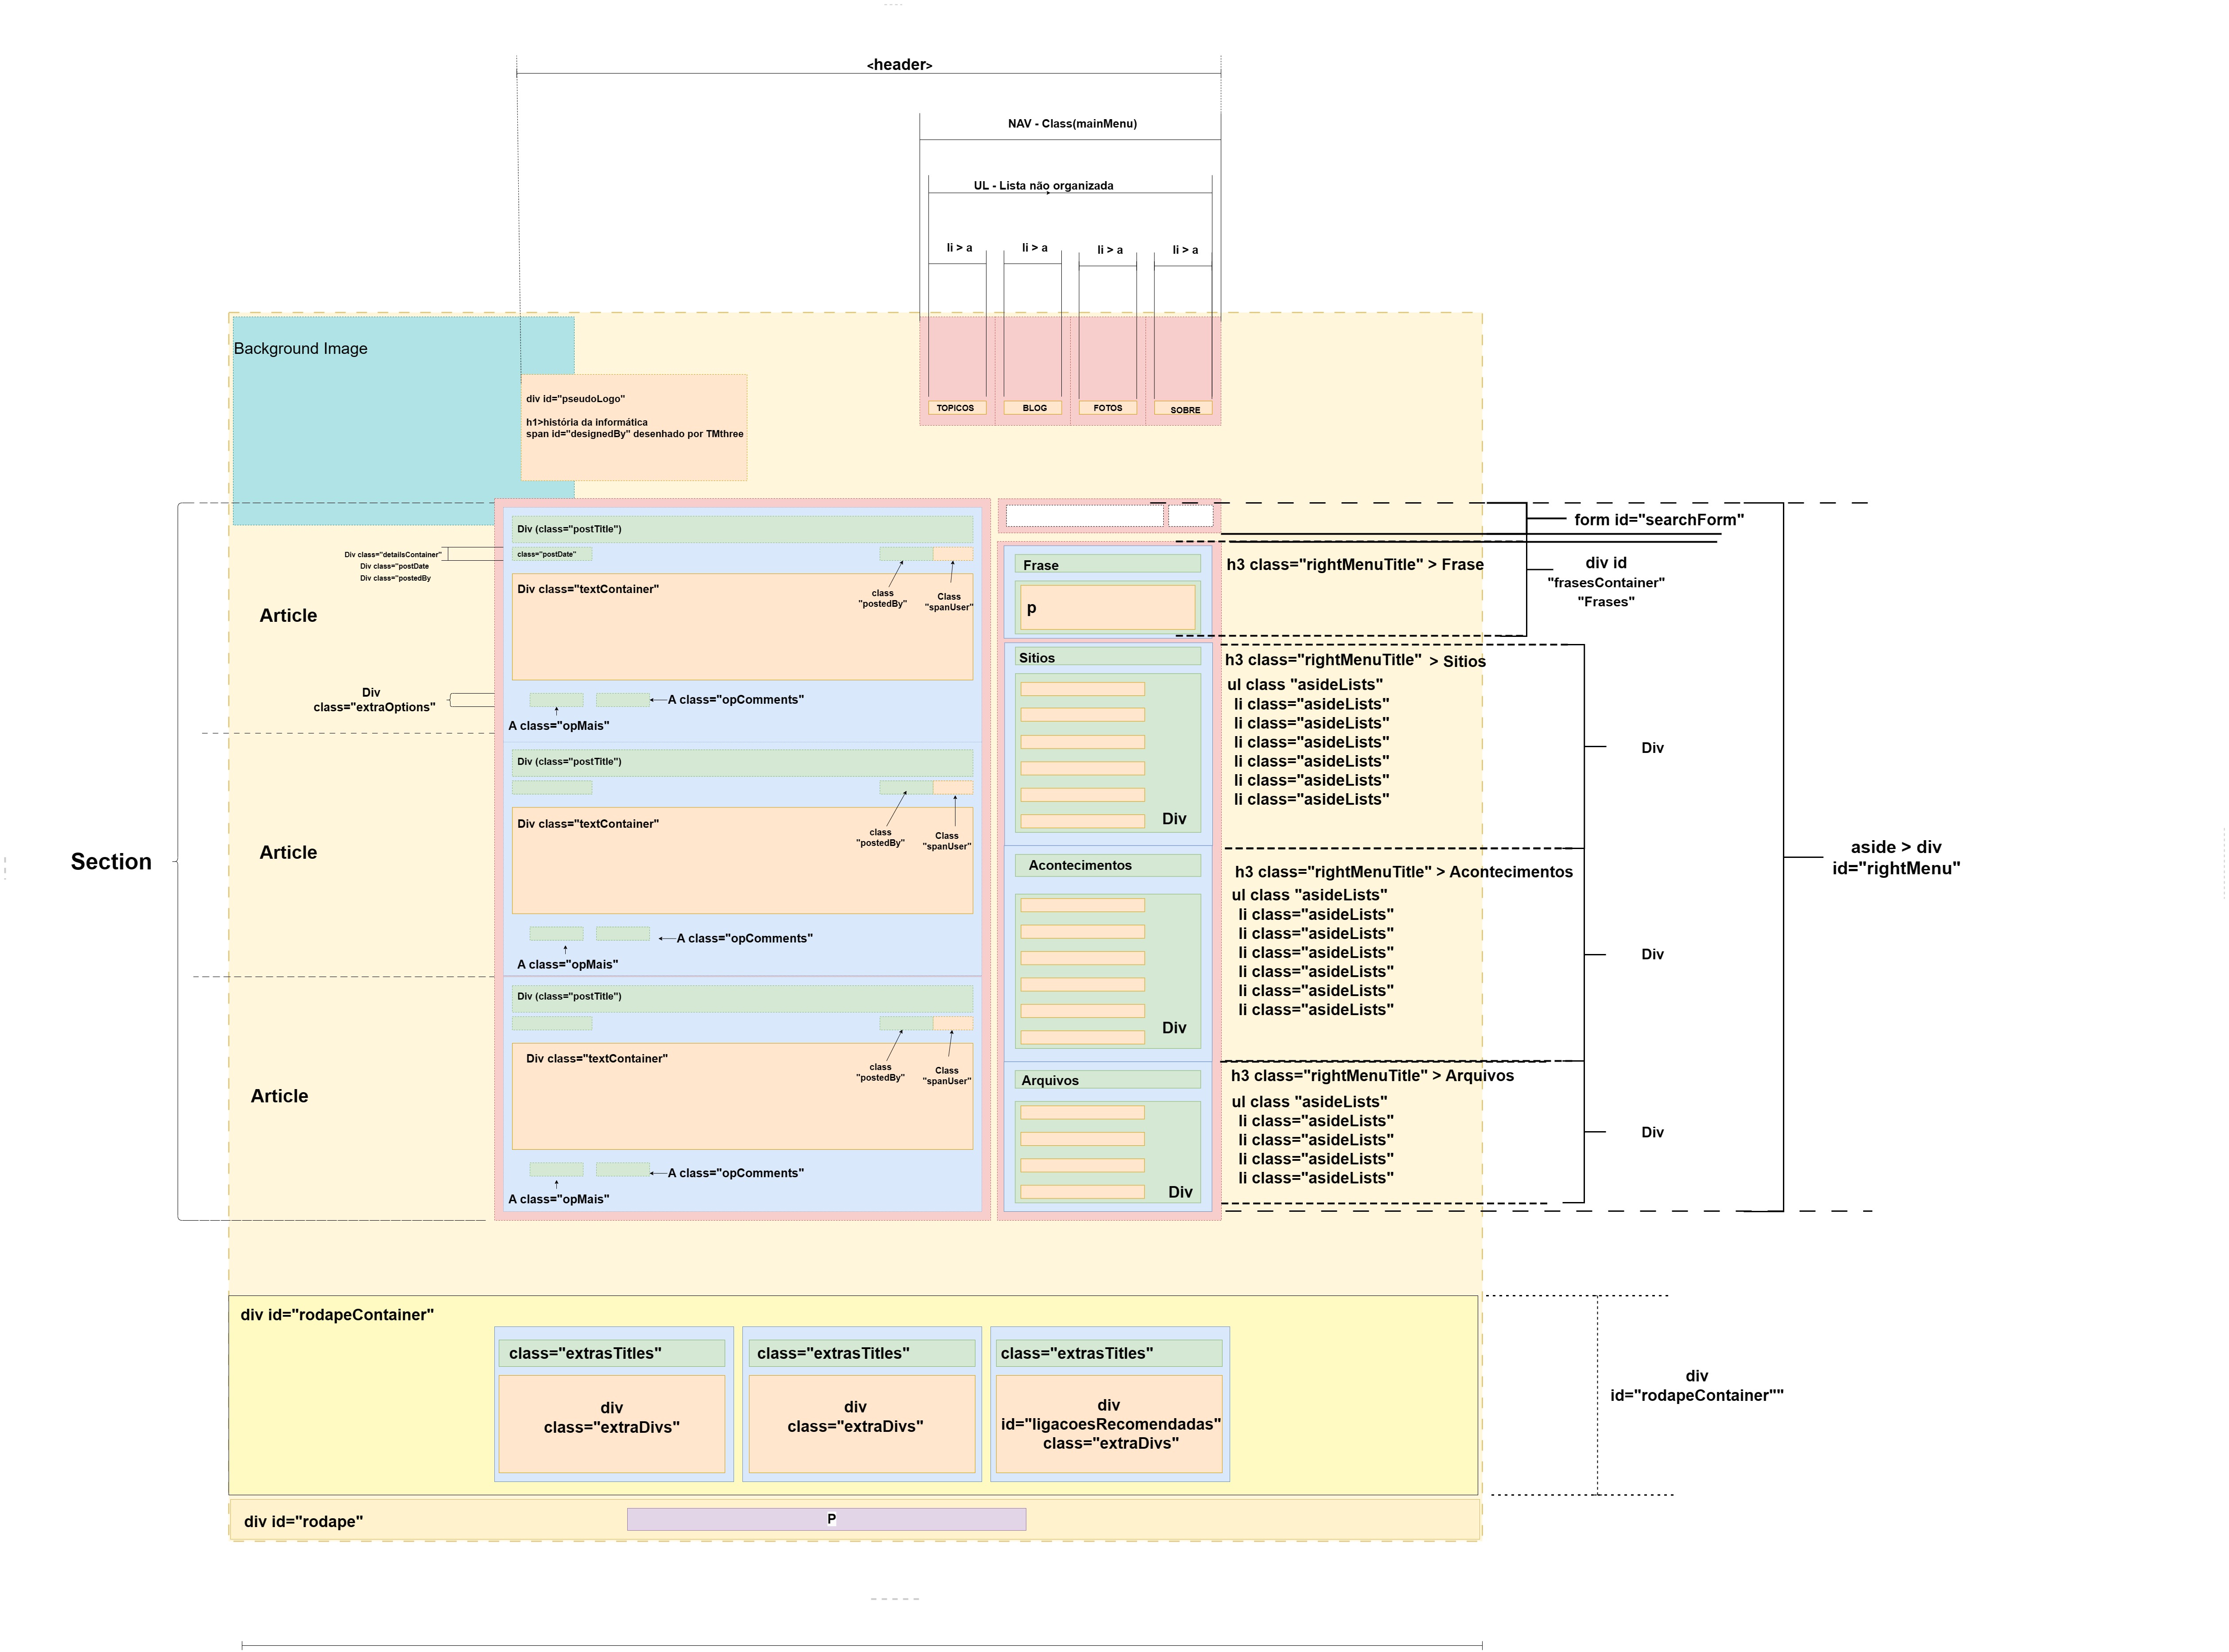 <header>
NAV - Class(mainMenu)
UL - Lista não organizada
li > a
li > a
li > a
li > a
Background Image
div id="pseudoLogo"
h1>história da informática
span id="designedBy" desenhado por TMthree
TOPICOS
BLOG
FOTOS
SOBRE
Section
Article
Div class="detailsContainer"
Div class="postDate
Div class="postedBy
Div
class="extraOptions"
Div (class="postTitle")
class="postDate"
Div class="textContainer"
class
"postedBy"
Class
"spanUser"
A class="opComments"
A class="opMais"
Article
Div (class="postTitle")
Div class="textContainer"
class
"postedBy"
Class
"spanUser"
A class="opComments"
A class="opMais"
Article
Div (class="postTitle")
Div class="textContainer"
class
"postedBy"
Class
"spanUser"
A class="opComments"
A class="opMais"
form id="searchForm"
Frase
p
h3 class="rightMenuTitle" > Frase
div id
"frasesContainer"
"Frases"
Sitios
Div
h3 class="rightMenuTitle" > Sitios
ul class "asideLists"
li class="asideLists"
li class="asideLists"
li class="asideLists"
li class="asideLists"
li class="asideLists"
li class="asideLists"
Div
Acontecimentos
Div
h3 class="rightMenuTitle" > Acontecimentos
ul class "asideLists"
li class="asideLists"
li class="asideLists"
li class="asideLists"
li class="asideLists"
li class="asideLists"
li class="asideLists"
Div
Arquivos
Div
h3 class="rightMenuTitle" > Arquivos
ul class "asideLists"
li class="asideLists"
li class="asideLists"
li class="asideLists"
li class="asideLists"
Div
aside > div
id="rightMenu"
div id="rodapeContainer"
class="extrasTitles"
div
class="extraDivs"
class="extrasTitles"
div
class="extraDivs"
class="extrasTitles"
div
id="ligacoesRecomendadas"
class="extraDivs"
div
id="rodapeContainer""
div id="rodape"
P